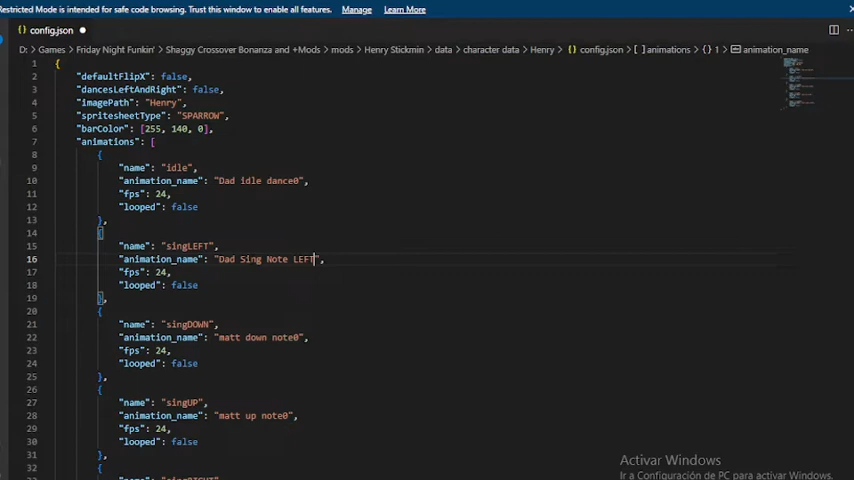 Restricted Mode is intended for safe code browsing. Trust this window to enable all features. Manage Learn More
config.json
D: > Games > Friday Night Funkin' > Shaggy Crossover Bonanza and +Mods > mods > Henry Stickmin > data > character data > Henry > config.json > [ ] animations > {} 1 > animation_name
1 {
2 "defaultFlipX": false,
3 "dancesLeftAndRight": false,
4 "imagePath": "Henry",
5 "spritesheetType": "SPARROW",
6 "barColor": [255, 140, 0],
7 "animations": [
8 {
9 "name": "idle",
10 "animation_name": "Dad idle dance0",
11 "fps": 24,
12 "looped": false
13 },
14 {
15 "name": "singLEFT",
16 "animation_name": "Dad Sing Note LEFT",
17 "fps": 24,
18 "looped": false
19 },
20 {
21 "name": "singDOWN",
22 "animation_name": "matt down note0",
23 "fps": 24,
24 "looped": false
25 },
26 {
27 "name": "singUP",
28 "animation_name": "matt up note0",
29 "fps": 24,
30 "looped": false
31 },
32 {
Activar Windows
Ir a Configuración de PC para activar Windows.